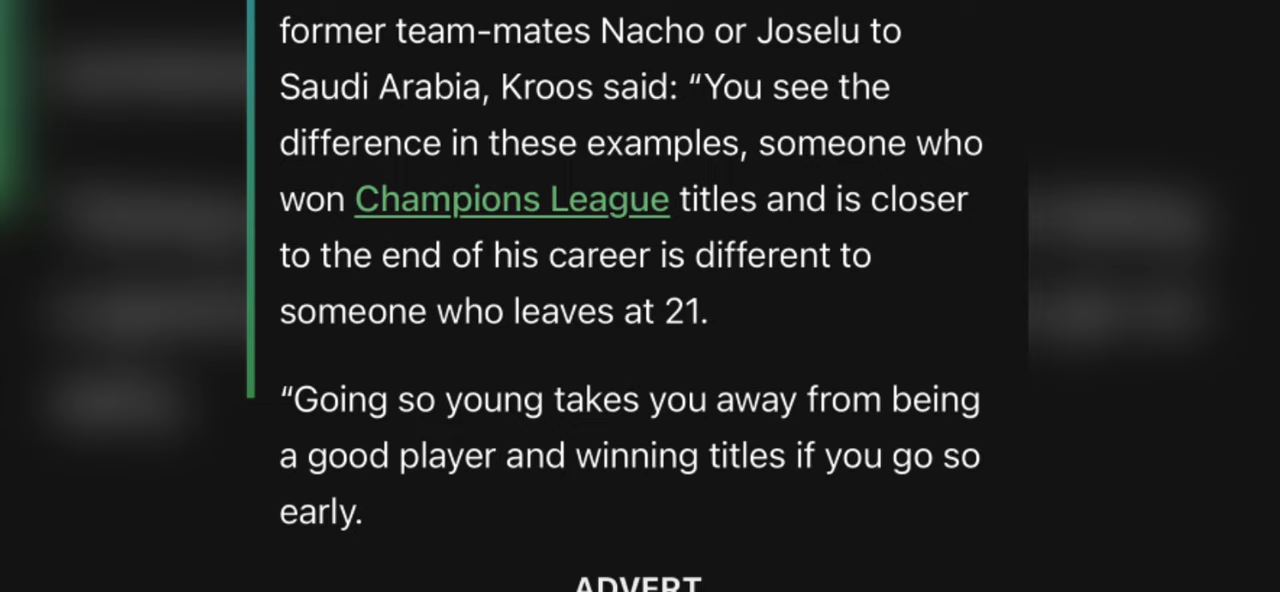 former team-mates Nacho or Joselu to
Saudi Arabia, Kroos said: “You see the
difference in these examples, someone who
won Champions League titles and is closer
to the end of his career is different to
someone who leaves at 21.
“Going so young takes you away from being
a good player and winning titles if you go so
early.
ADVERT